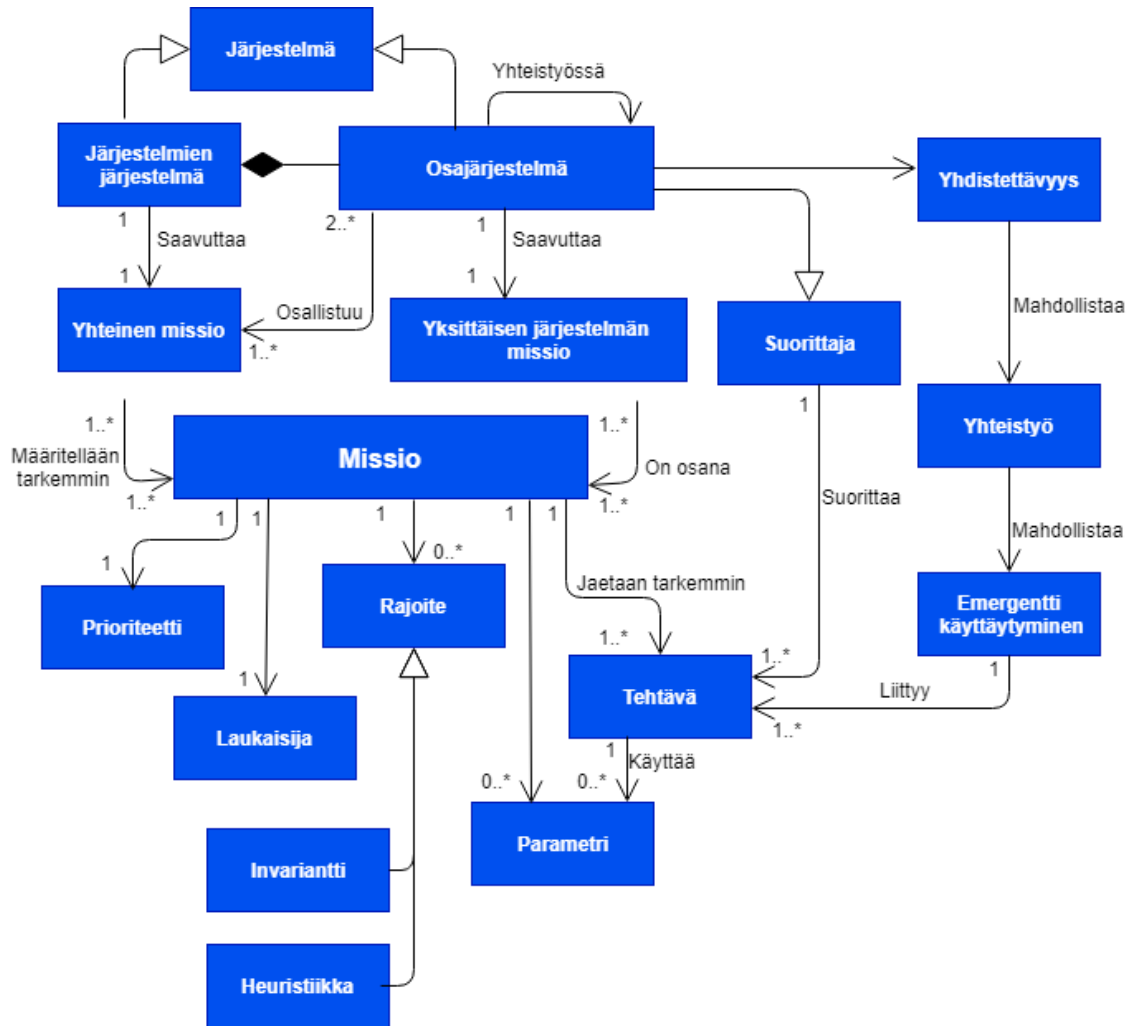 Järjestelmä
Yhteistyössä
Järjestelmien
järjestelmä
Osajärjestelmä
Yhdistettävyys
1
2..*
1
Saavuttaa
Saavuttaa
1
1
Osallistuu
1..*
Mahdollistaa
Yhteinen missio
Yksittäisen järjestelmän
missio
Suorittaja
1
1..*
1..*
Yhteistyö
Määritellään
tarkemmin
Missio
On osana
1..*
1..*
Suorittaa
1
1
1
1
1
Mahdollistaa
1
0..*
Jaetaan tarkemmin
Prioriteetti
Rajoite
Emergentti
käyttäytyminen
1..*
1..*
1
1
Laukaisija
Tehtävä
Liittyy
1..*
1
Käyttää
0..*
0..*
Parametri
Invariantti
Heuristiikka